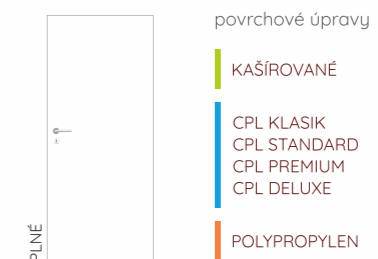 povrchové úpravy
KAŠÍROVANÉ
CPL KLASIK
CPL STANDARD
CPL PREMIUM
CPL DELUXE
POLYPROPYLEN
PLNÉ